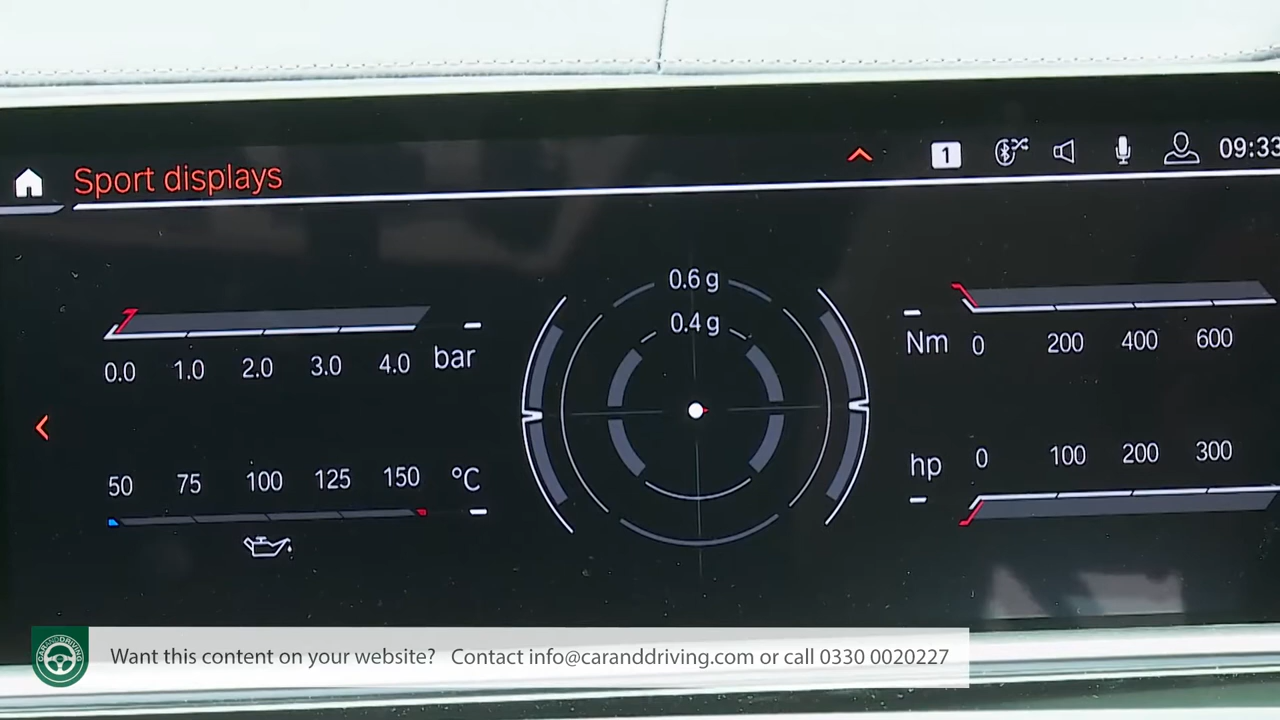 1
09:33
Sport displays
0.6 g
0.4 g
0.0 1.0 2.0 3.0 4.0 bar
Nm 0 200 400 600
50 75 100 125 150 °C
hp 0 100 200 300
CARANDDRIVING
Want this content on your website? Contact info@caranddriving.com or call 0330 0020227